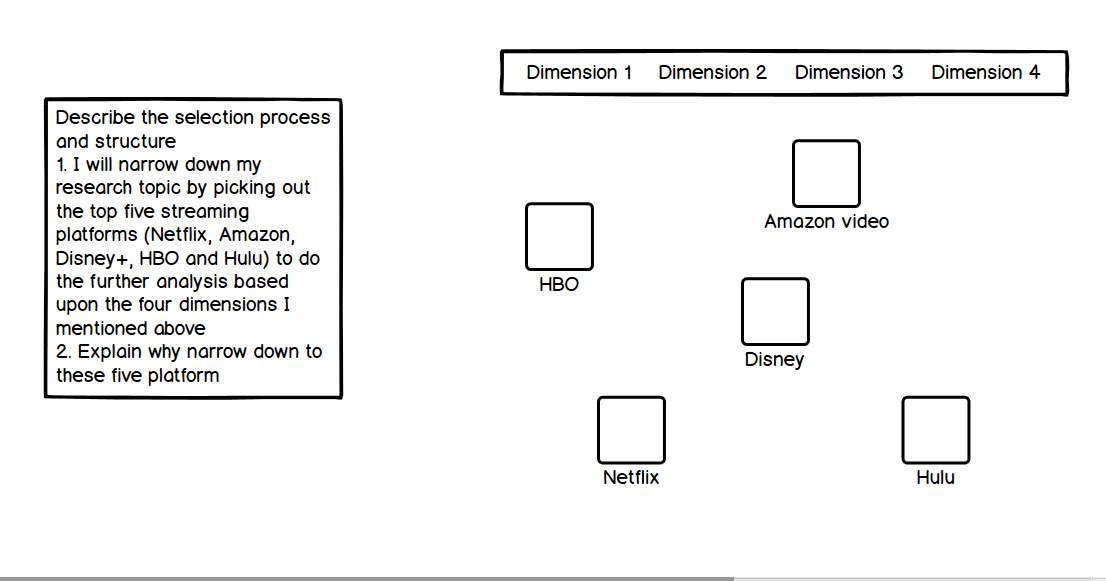 Dimension 1 Dimension 2 Dimension 3 Dimension 4
Describe the selection process
and structure
1. I will narrow down my
research topic by picking out
the top five streaming
platforms (Netflix, Amazon,
Disney+, HBO and Hulu) to do
the further analysis based
upon the four dimensions I
mentioned above
2. Explain why narrow down to
these five platform
Amazon video
HBO
Disney
Netflix
Hulu